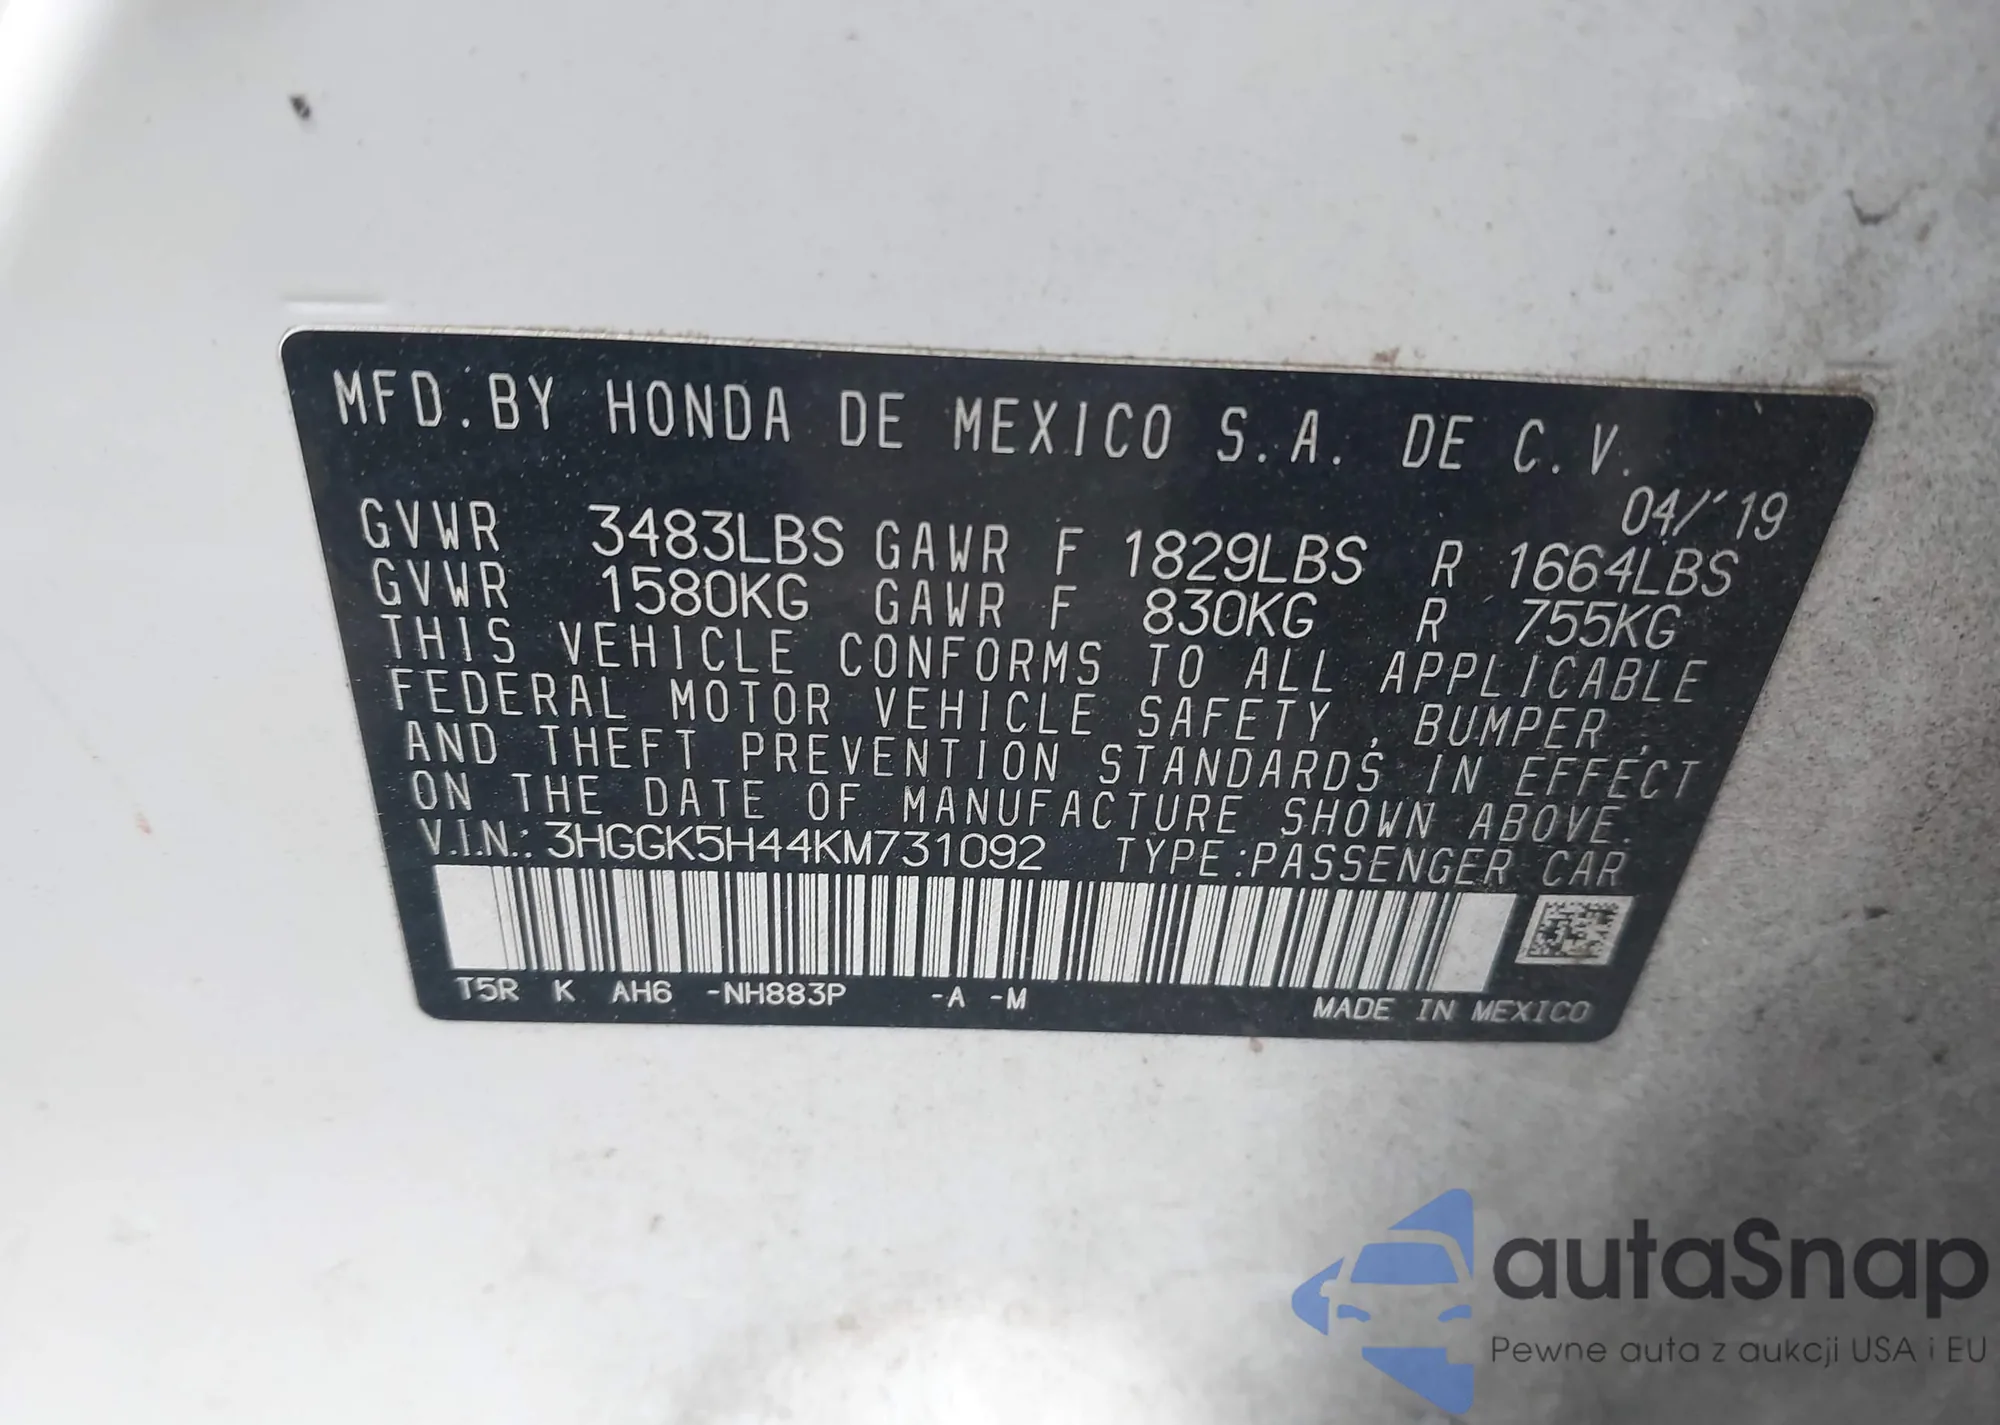 MFD. BY HONDA DE MEXICO S.A. DE C.V.
04/'19
GVWR 3483LBS GAWR F 1829LBS R 1664LBS
GVWR 1580KG GAWR F 830KG R 755KG
THIS VEHICLE CONFORMS TO ALL APPLICABLE
FEDERAL MOTOR VEHICLE SAFETY, BUMPER,
AND THEFT PREVENTION STANDARDS IN EFFECT
ON THE DATE OF MANUFACTURE SHOWN ABOVE.
V.I.N.: 3HGGK5H44KM731092 TYPE:PASSENGER CAR
T5R K AH6 -NH883P -A -M MADE IN MEXICO
autaSnap
Pewne auta z aukcji USA i EU